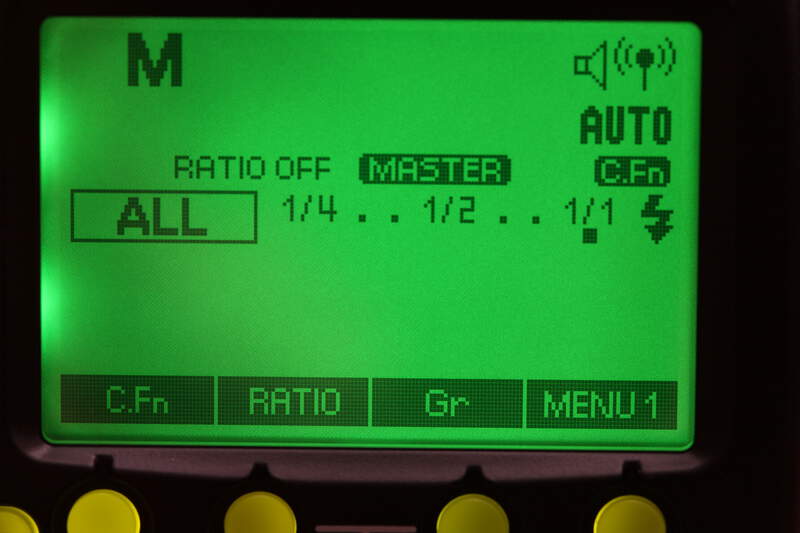 M
AUTO
RATIO OFF MASTER C.Fn
ALL 1/4 . . 1/2 . . 1/1
C.Fn RATIO Gr MENU 1